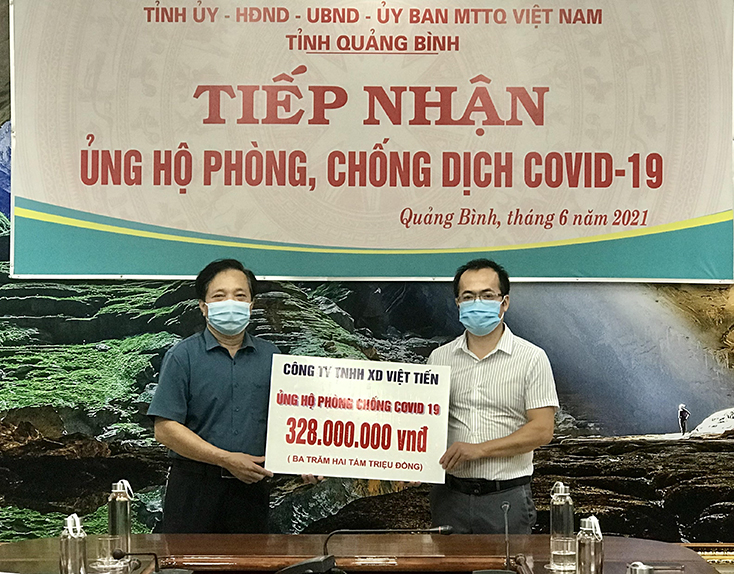 TỈNH ỦY - HĐND - UBND - ỦY BAN MTTQ VIỆT NAM
TỈNH QUẢNG BÌNH
TIẾP NHẬN
ỦNG HỘ PHÒNG, CHỐNG DỊCH COVID-19
Quảng Bình, tháng 6 năm 2021
CÔNG TY TNHH XD VIỆT TIẾN
ỦNG HỘ PHÒNG CHỐNG COVID 19
328.000.000 vnđ
( BA TRĂM HAI TÁM TRIỆU ĐỒNG)